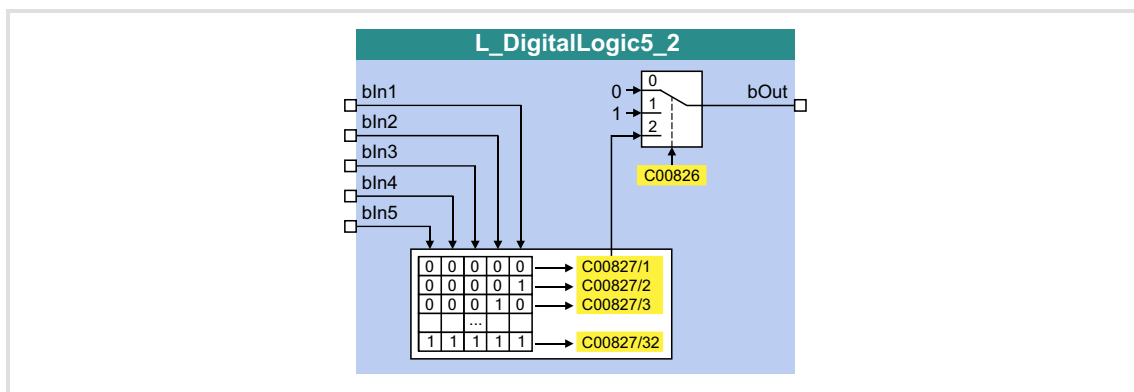 L_DigitalLogic5_2
bIn1
bIn2
bIn3
bIn4
bIn5
0 0
1 1
2
bOut
C00826
0 0 0 0 0 C00827/1
0 0 0 0 1 C00827/2
0 0 0 1 0 C00827/3
...
1 1 1 1 1 C00827/32